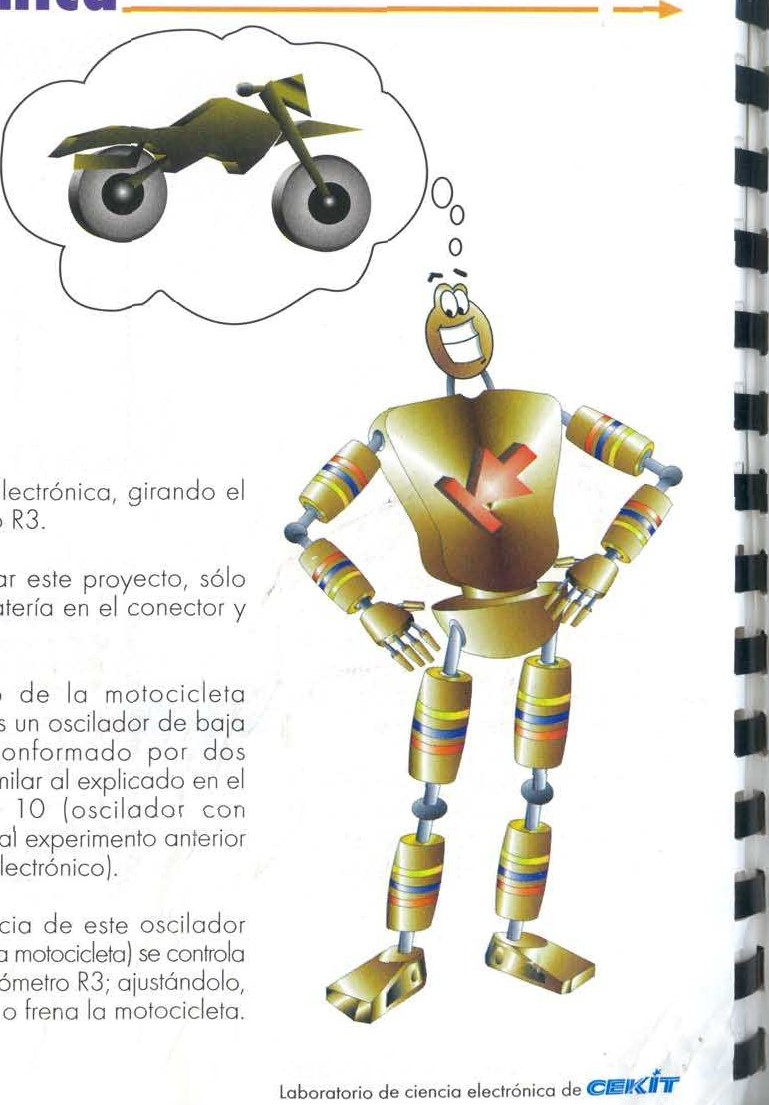 lectrónica, girando el
o R3.
ar este proyecto, sólo
atería en el conector y
o de la motocicleta
s un oscilador de baja
onformado por dos
milar al explicado en el
10 (oscilador con
al experimento anterior
lectrónico).
cia de este oscilador
a motocicleta) se controla
ómetro R3; ajustándolo,
o frena la motocicleta.
Laboratorio de ciencia electrónica de CEKIT